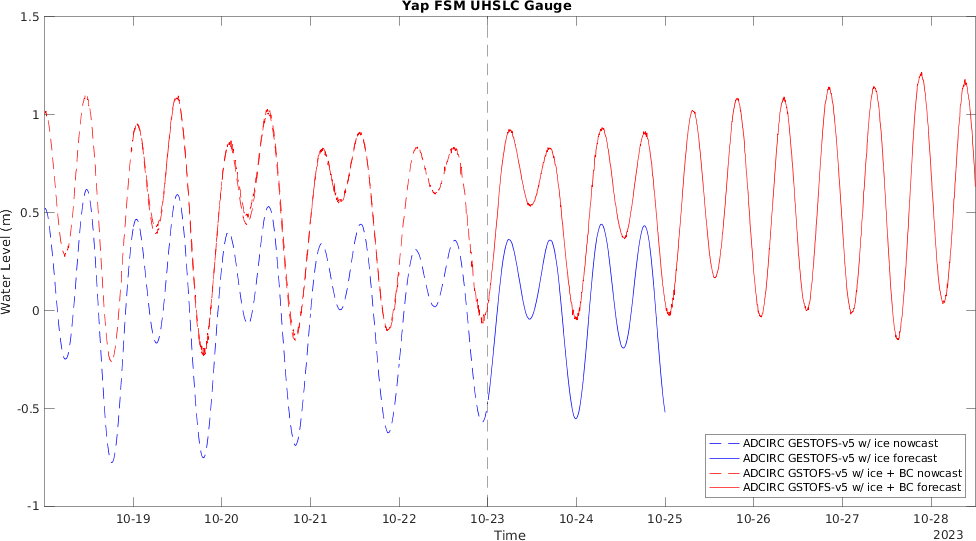 Yap FSM UHSLC Gauge
1.5
1
0.5
0
-0.5
-1
Water Level (m)
10-19 10-20 10-21 10-22 10-23 10-24 10-25 10-26 10-27 10-28
Time
2023
ADCIRC GESTOFS-v5 w/ ice nowcast
ADCIRC GESTOFS-v5 w/ ice forecast
ADCIRC GSTOFS-v5 w/ ice + BC nowcast
ADCIRC GSTOFS-v5 w/ ice + BC forecast